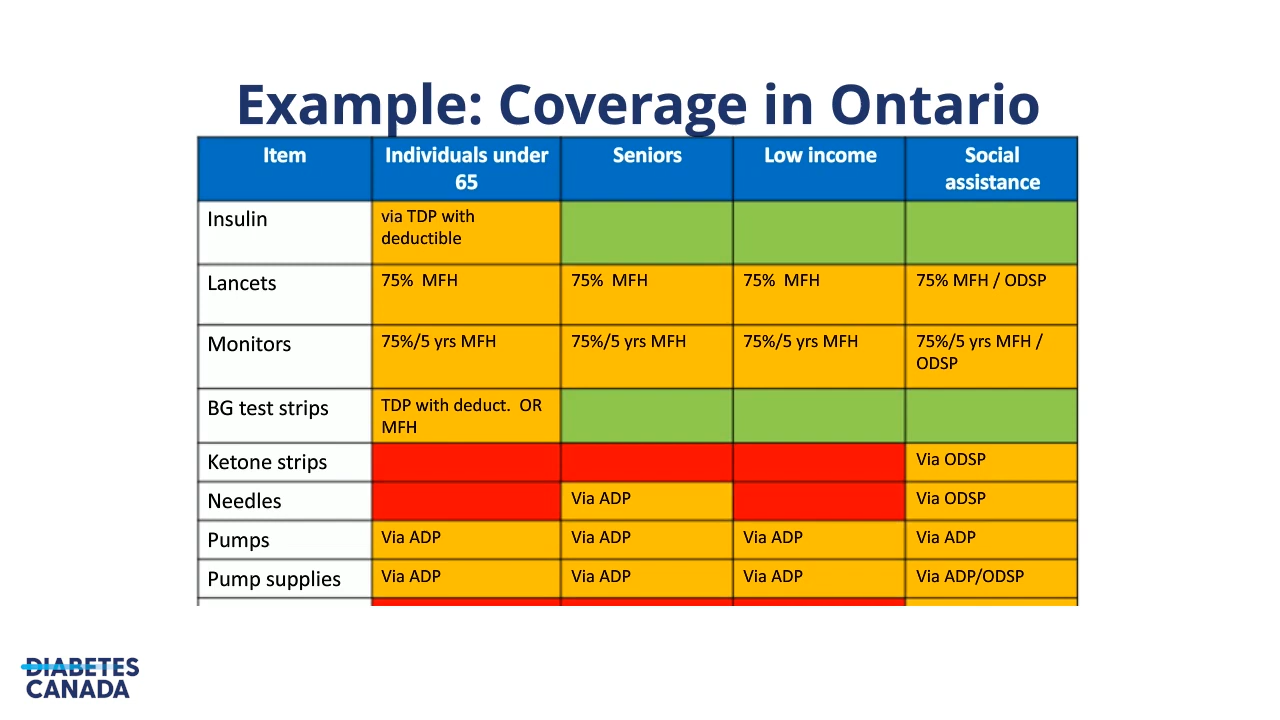 Example: Coverage in Ontario
Item
Individuals under
65
Seniors
Low income
Social
assistance
Insulin
via TDP with
deductible
Lancets
75%  MFH
75%  MFH
75%  MFH
75% MFH / ODSP
Monitors
75%/5 yrs MFH
75%/5 yrs MFH
75%/5 yrs MFH
75%/5 yrs MFH /
ODSP
BG test strips
TDP with deduct.  OR
MFH
Ketone strips
Via ODSP
Needles
Via ADP
Via ODSP
Pumps
Via ADP
Via ADP
Via ADP
Via ADP
Pump supplies
Via ADP
Via ADP
Via ADP
Via ADP/ODSP
DIABETES
CANADA